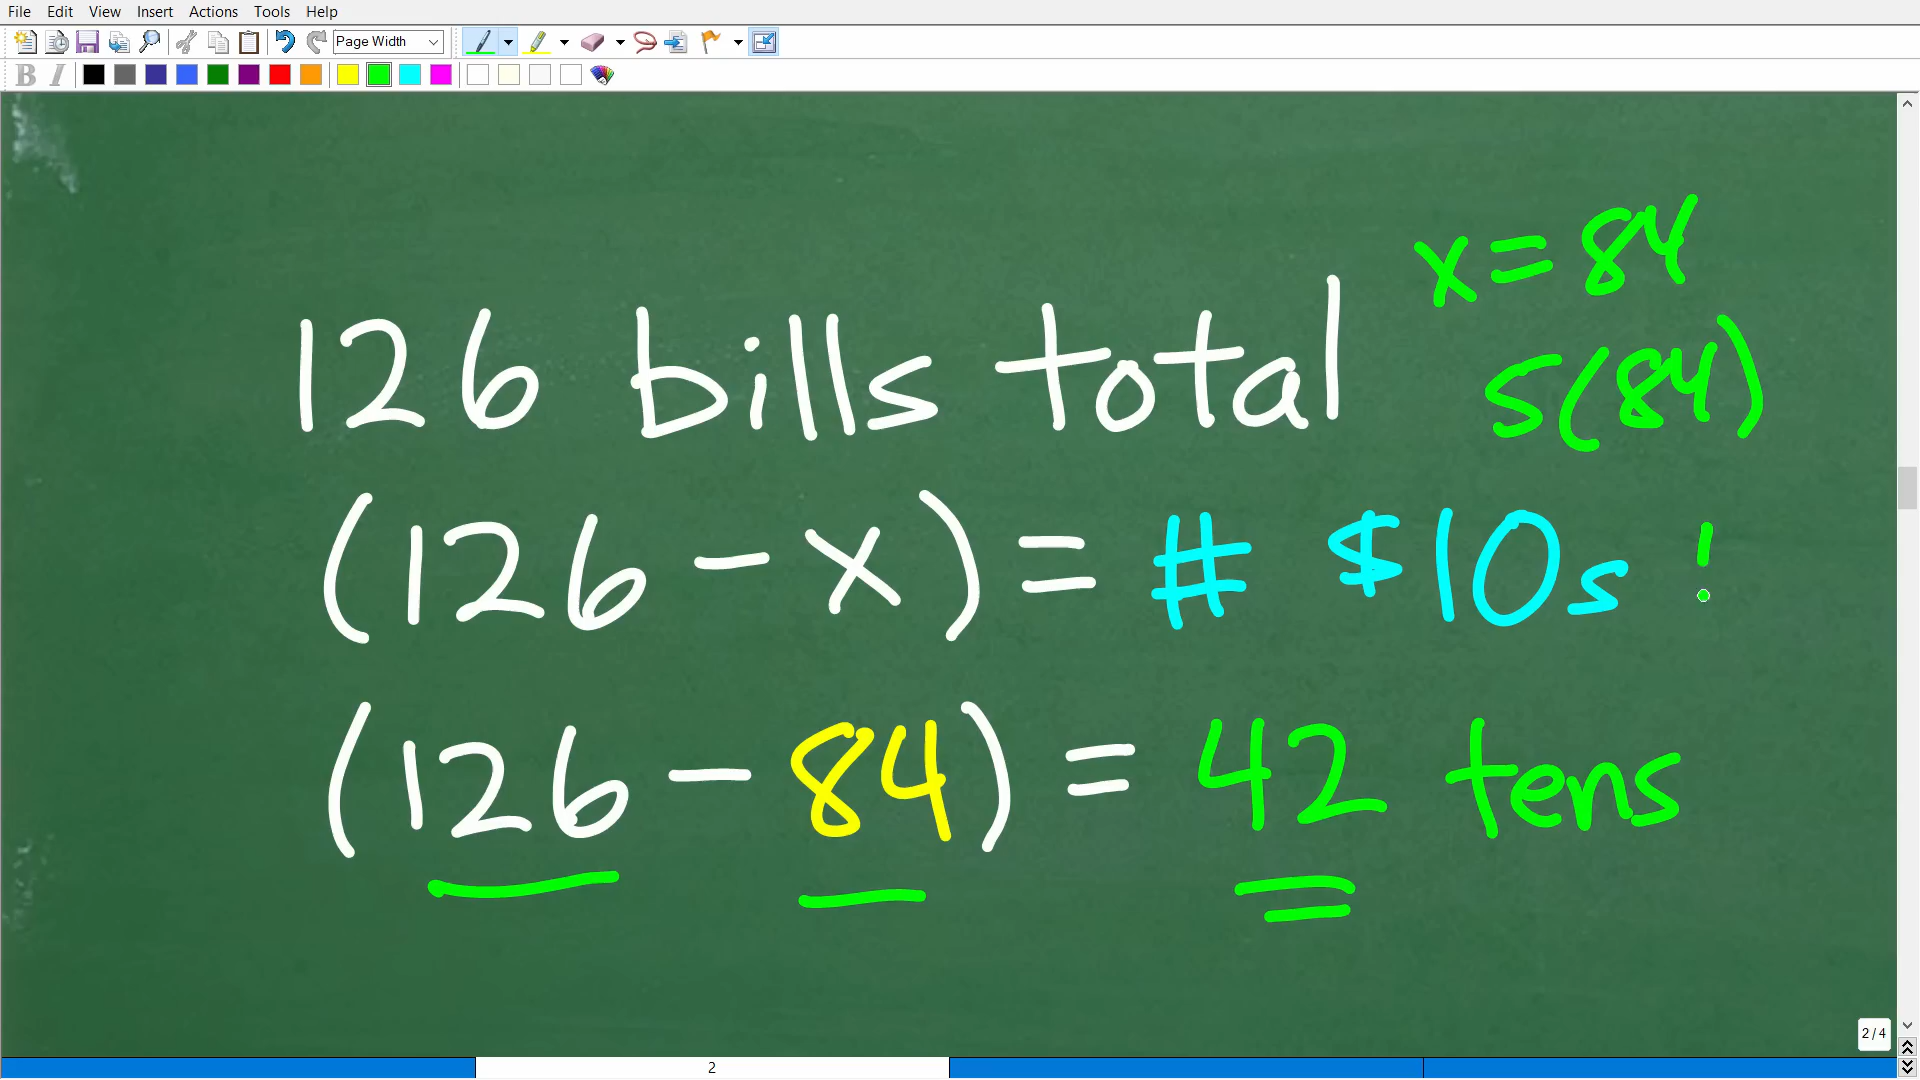 File Edit View Insert Actions Tools Help
Page Width
B I
x = 84
126 bills total
5(84)
(126 - x) = # $10s !
(126 - 84) = 42 tens
2 / 4
2